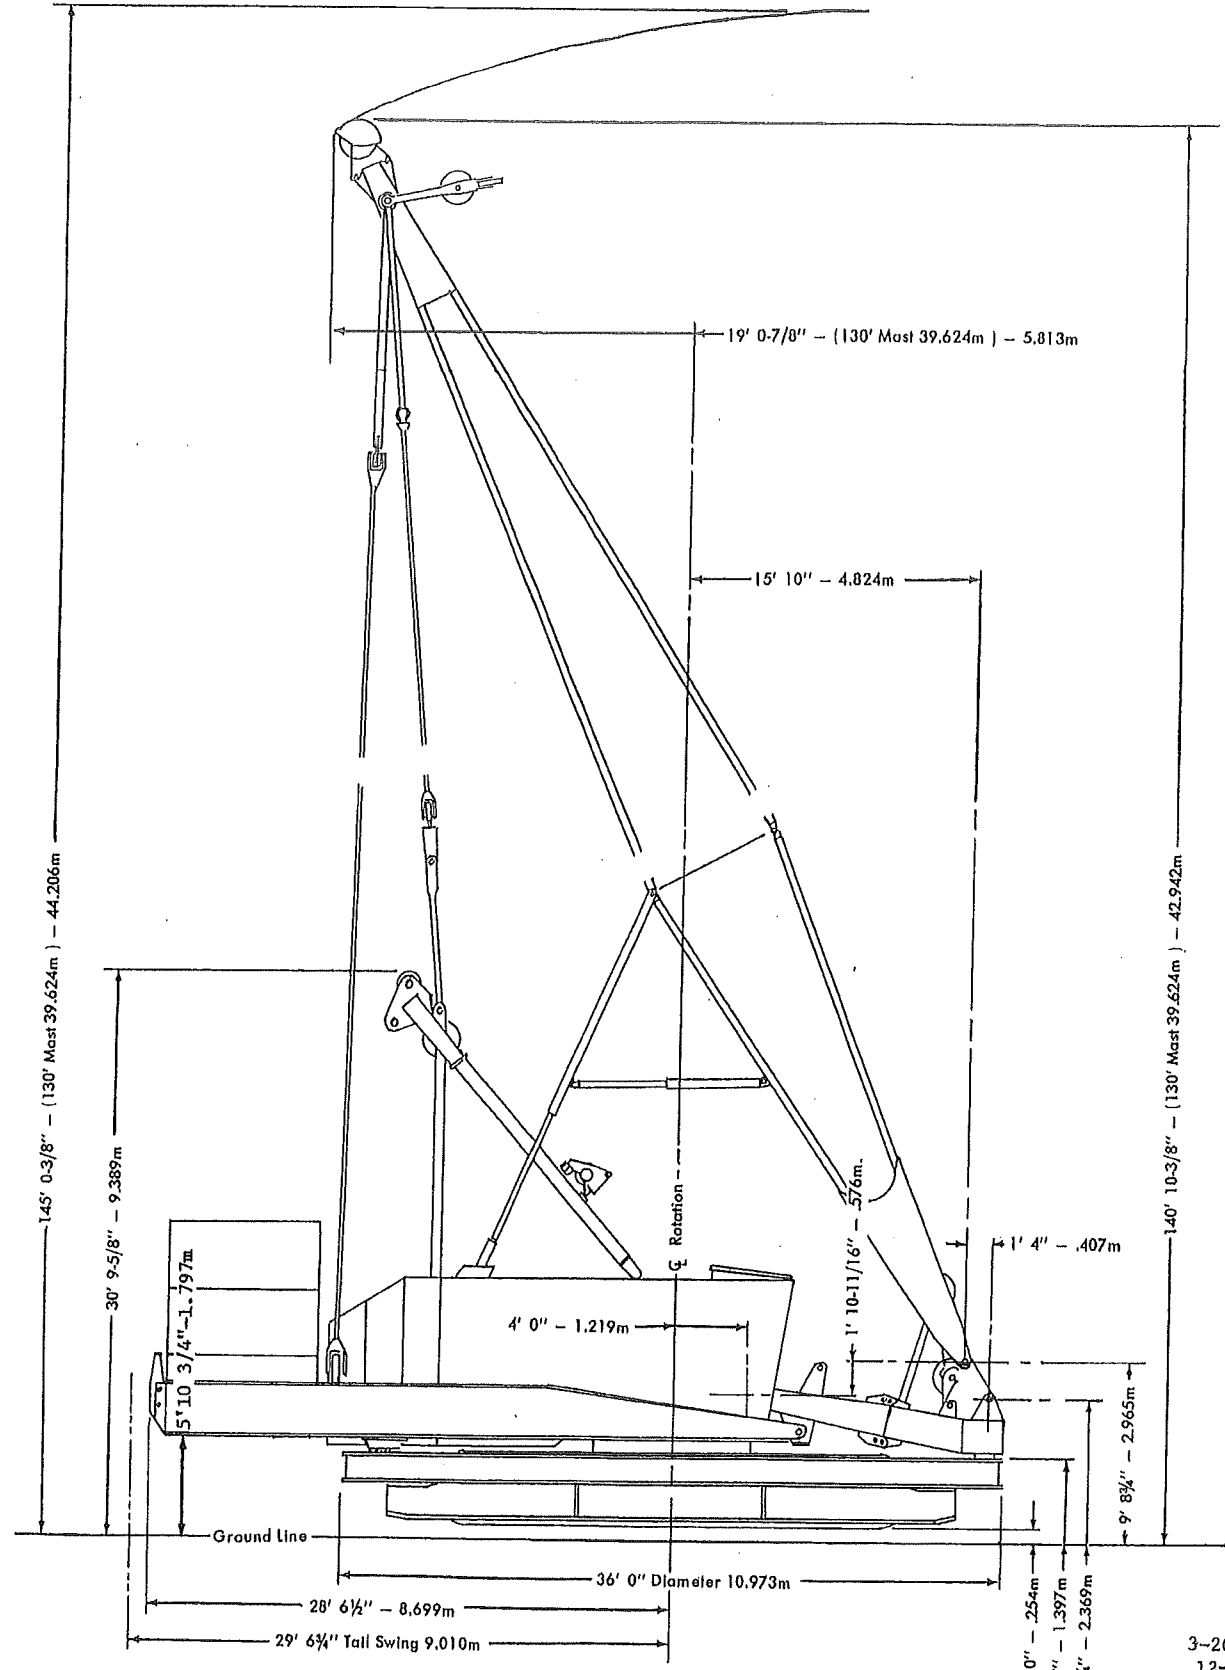 19' 0-7/8" – (130' Mast 39.624m ) – 5.813m
15' 10" – 4.824m
145' 0-3/8" – (130' Mast 39.624m ) – 44.206m
140' 10-3/8" – (130' Mast 39.624m ) – 42.942m
30' 9-5/8" – 9.389m
5'10 3/4"–1.797m
℄ Rotation
1' 10-11/16" – .576m
1' 4" – .407m
4' 0" – 1.219m
9' 8¾" – 2.965m
Ground Line
36' 0" Diameter 10.973m
28' 6½" – 8.699m
29' 6¾" Tail Swing 9.010m
0" – .254m
" – 1.397m
" – 2.369m
3–20
12–